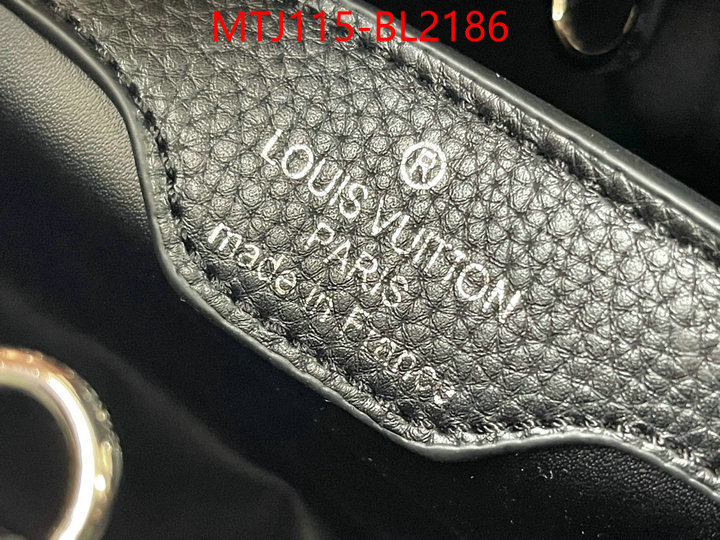 MTJ115-BL2186
®
LOUIS VUITTON
PARIS
made in France